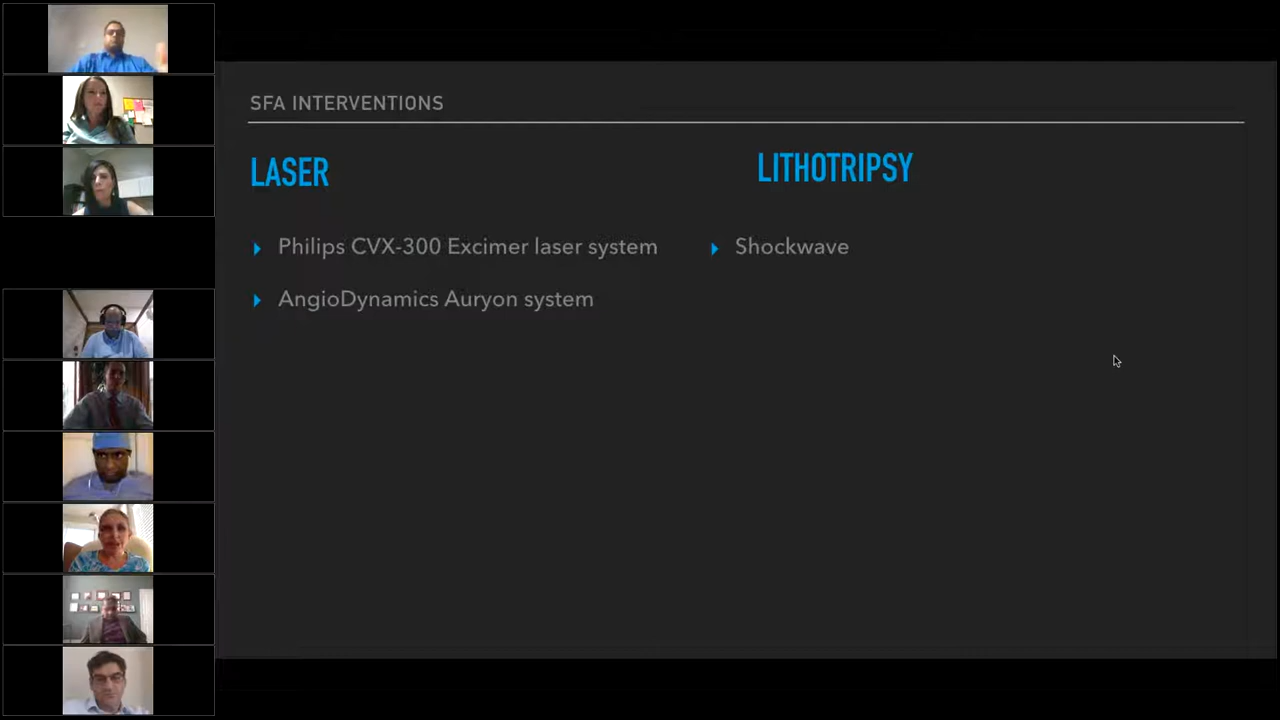 SFA INTERVENTIONS
LASER
Philips CVX-300 Excimer laser system
AngioDynamics Auryon system
LITHOTRIPSY
Shockwave